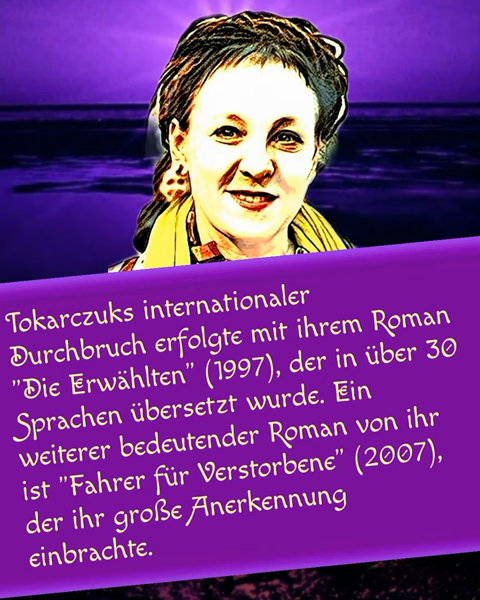 Tokarczuks internationaler
Durchbruch erfolgte mit ihrem Roman
"Die Erwählten" (1997), der in über 30
Sprachen übersetzt wurde. Ein
weiterer bedeutender Roman von ihr
ist "Fahrer für Verstorbene" (2007),
der ihr große Anerkennung
einbrachte.